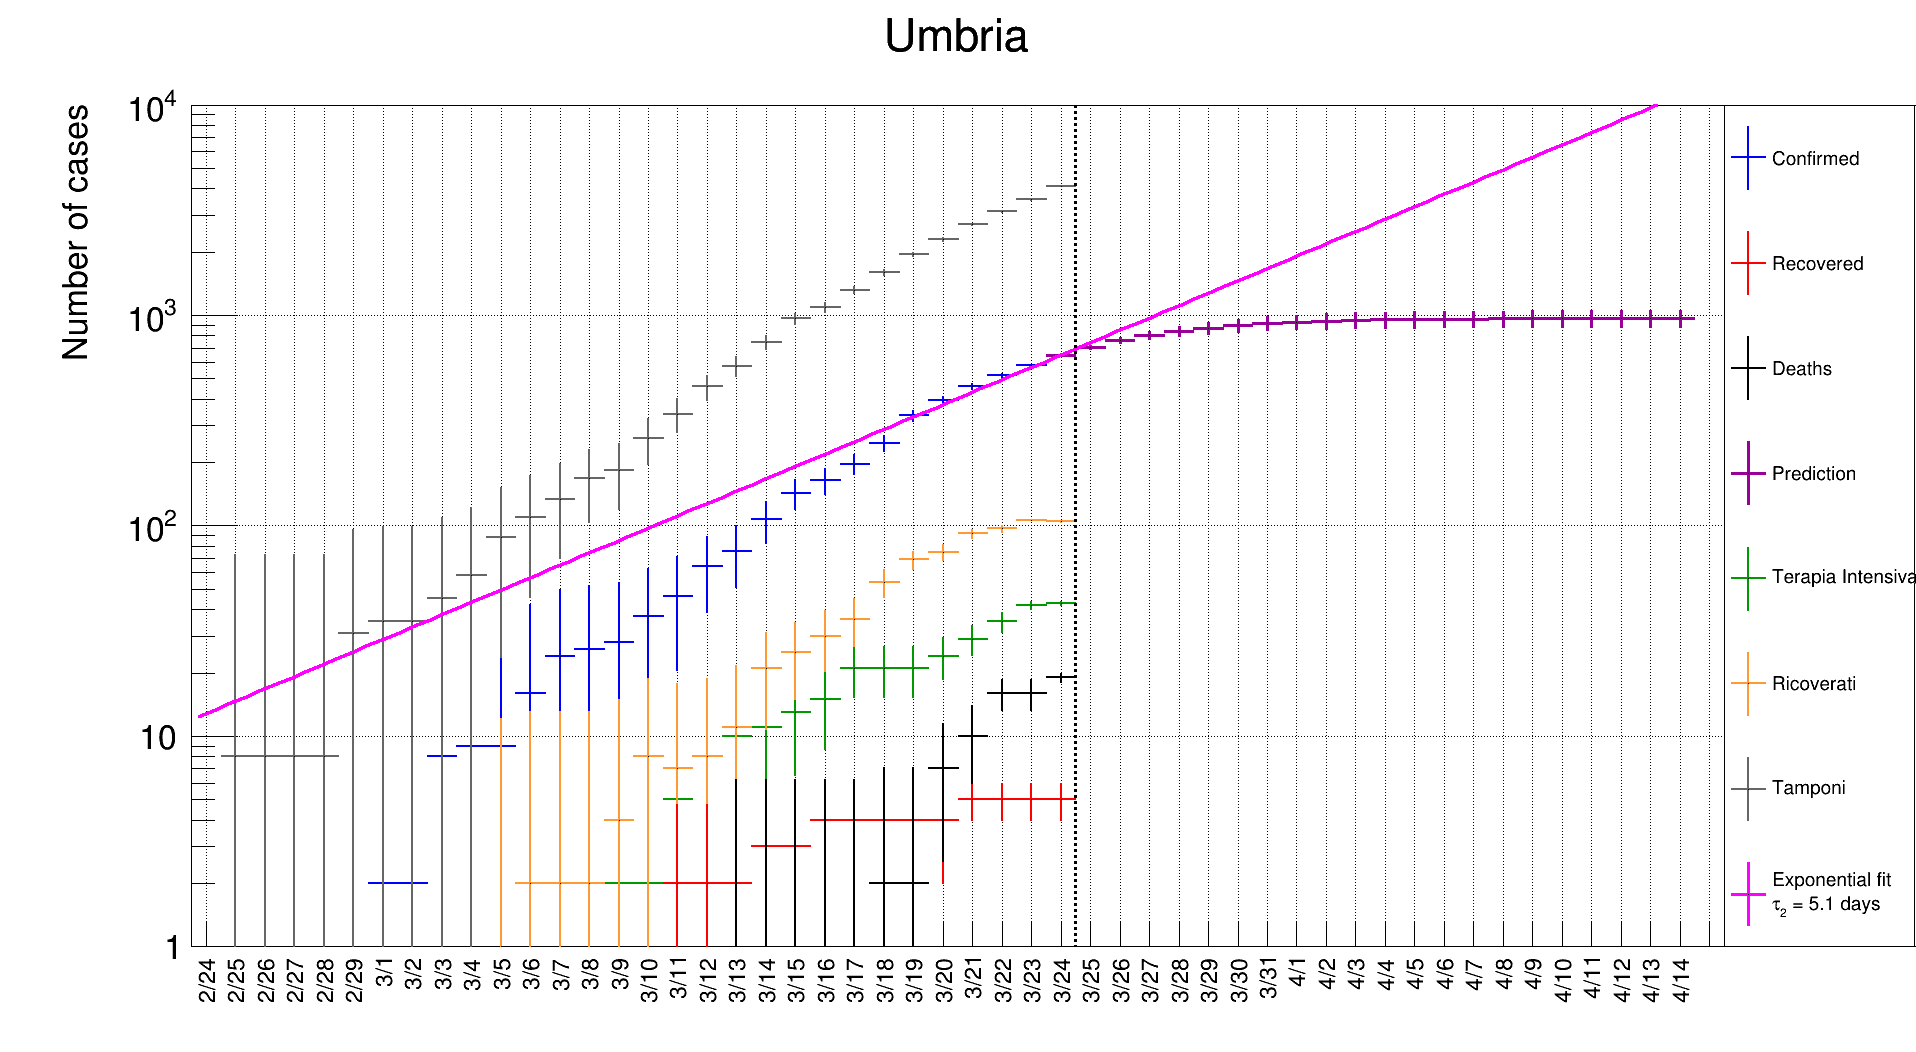 Umbria
Number of cases
10^4
10^3
10^2
10
1
2/24 2/25 2/26 2/27 2/28 2/29 3/1 3/2 3/3 3/4 3/5 3/6 3/7 3/8 3/9 3/10 3/11 3/12 3/13 3/14 3/15 3/16 3/17 3/18 3/19 3/20 3/21 3/22 3/23 3/24 3/25 3/26 3/27 3/28 3/29 3/30 3/31 4/1 4/2 4/3 4/4 4/5 4/6 4/7 4/8 4/9 4/10 4/11 4/12 4/13 4/14
Confirmed
Recovered
Deaths
Prediction
Terapia Intensiva
Ricoverati
Tamponi
Exponential fit
τ_2 = 5.1 days